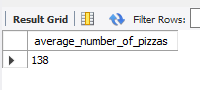 Result Grid Filter Rows:
average_number_of_pizzas
138